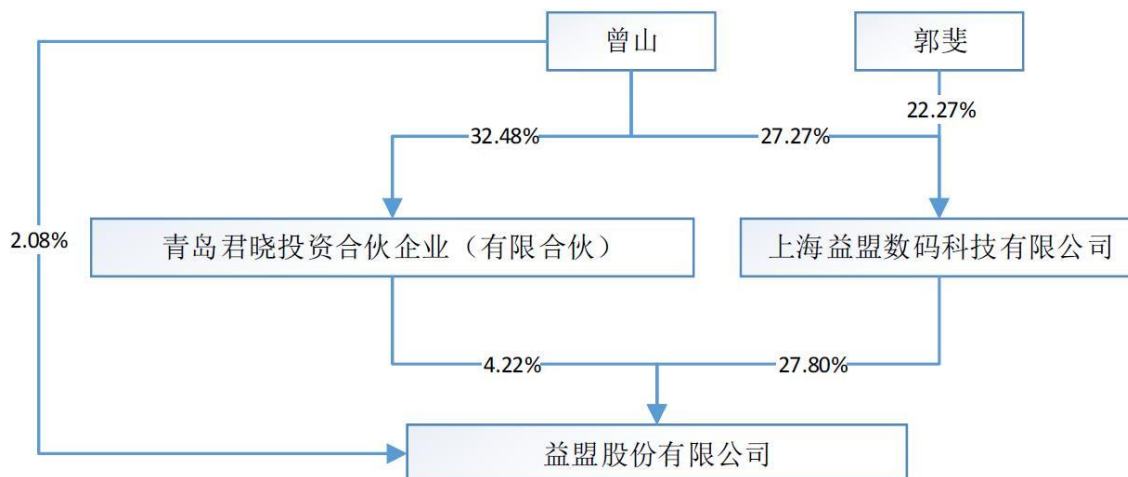 曾山
郭斐
22.27%
32.48%
27.27%
2.08%
青岛君晓投资合伙企业（有限合伙）
上海益盟数码科技有限公司
4.22%
27.80%
益盟股份有限公司